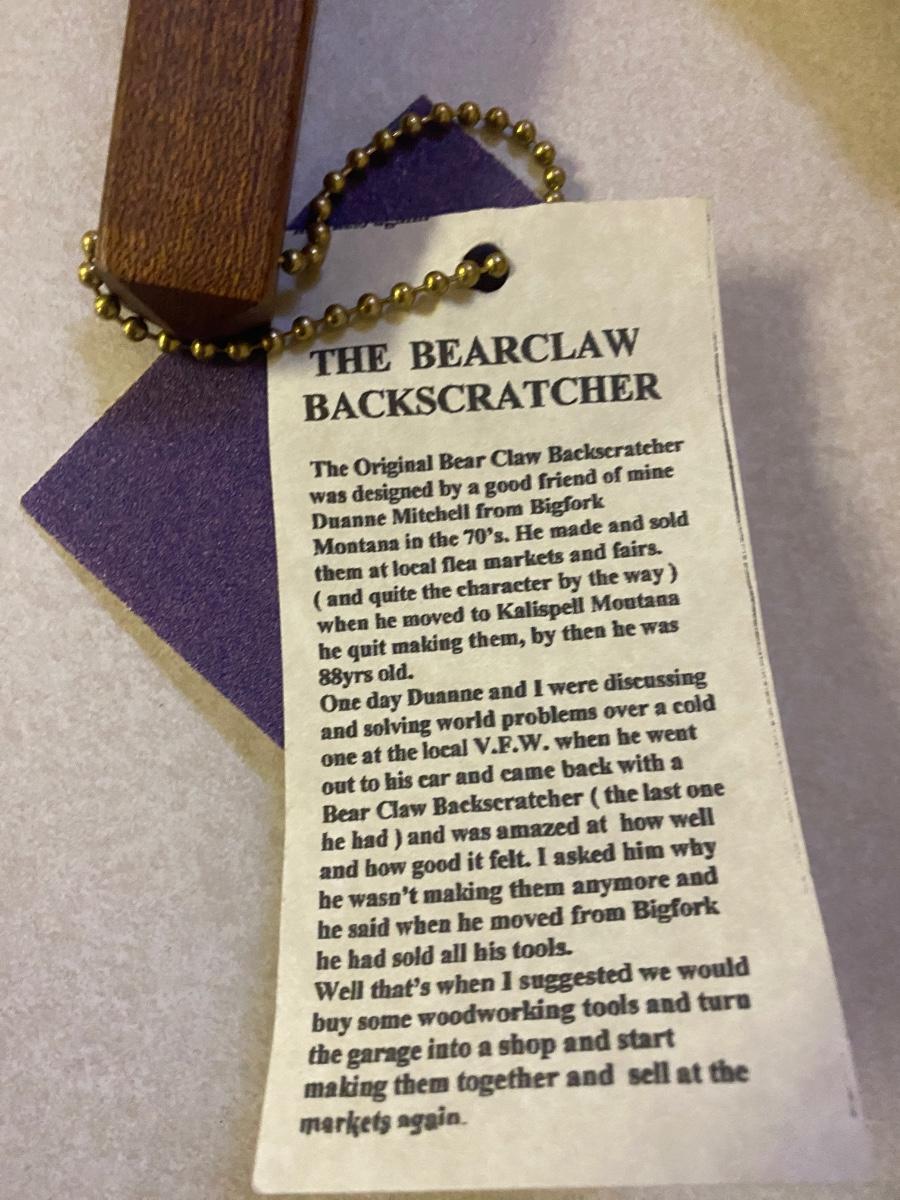 THE BEARCLAW
BACKSCRATCHER
The Original Bear Claw Backscratcher
was designed by a good friend of mine
Duanne Mitchell from Bigfork
Montana in the 70's. He made and sold
them at local flea markets and fairs.
( and quite the character by the way )
when he moved to Kalispell Montana
he quit making them, by then he was
88yrs old.
One day Duanne and I were discussing
and solving world problems over a cold
one at the local V.F.W. when he went
out to his car and came back with a
Bear Claw Backscratcher ( the last one
he had ) and was amazed at how well
and how good it felt. I asked him why
he wasn't making them anymore and
he said when he moved from Bigfork
he had sold all his tools.
Well that's when I suggested we would
buy some woodworking tools and turn
the garage into a shop and start
making them together and sell at the
markets again.